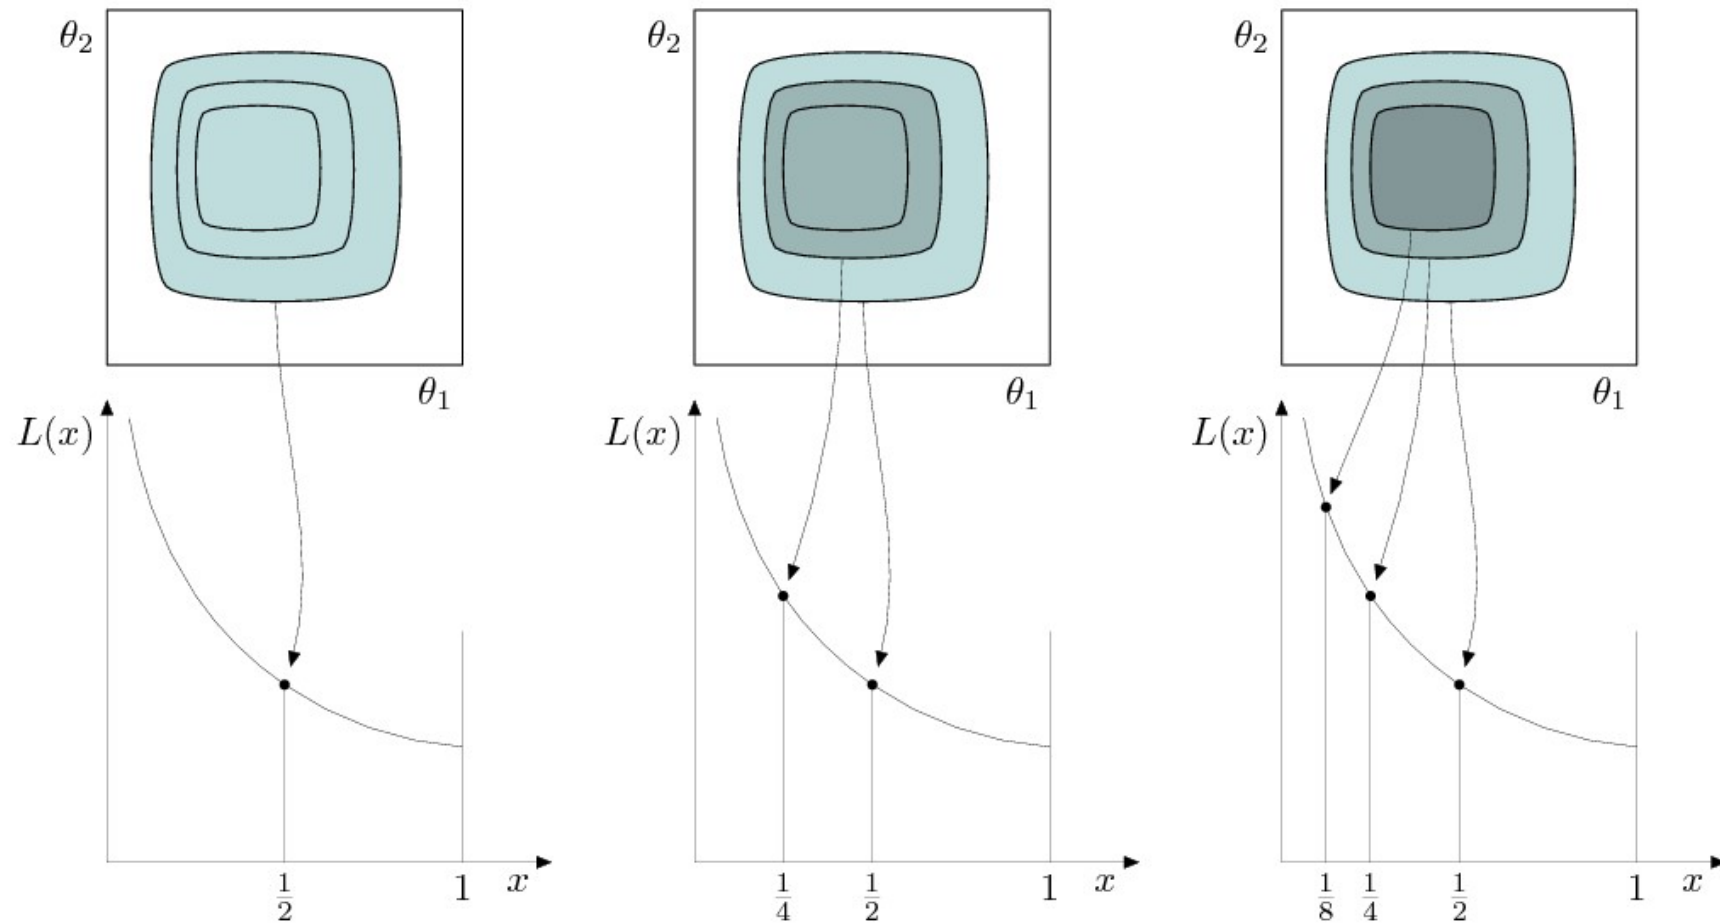 θ₂ θ₂ θ₂
θ₁ θ₁ θ₁
L(x) L(x) L(x)
1/2 1 x 1/4 1/2 1 x 1/8 1/4 1/2 1 x